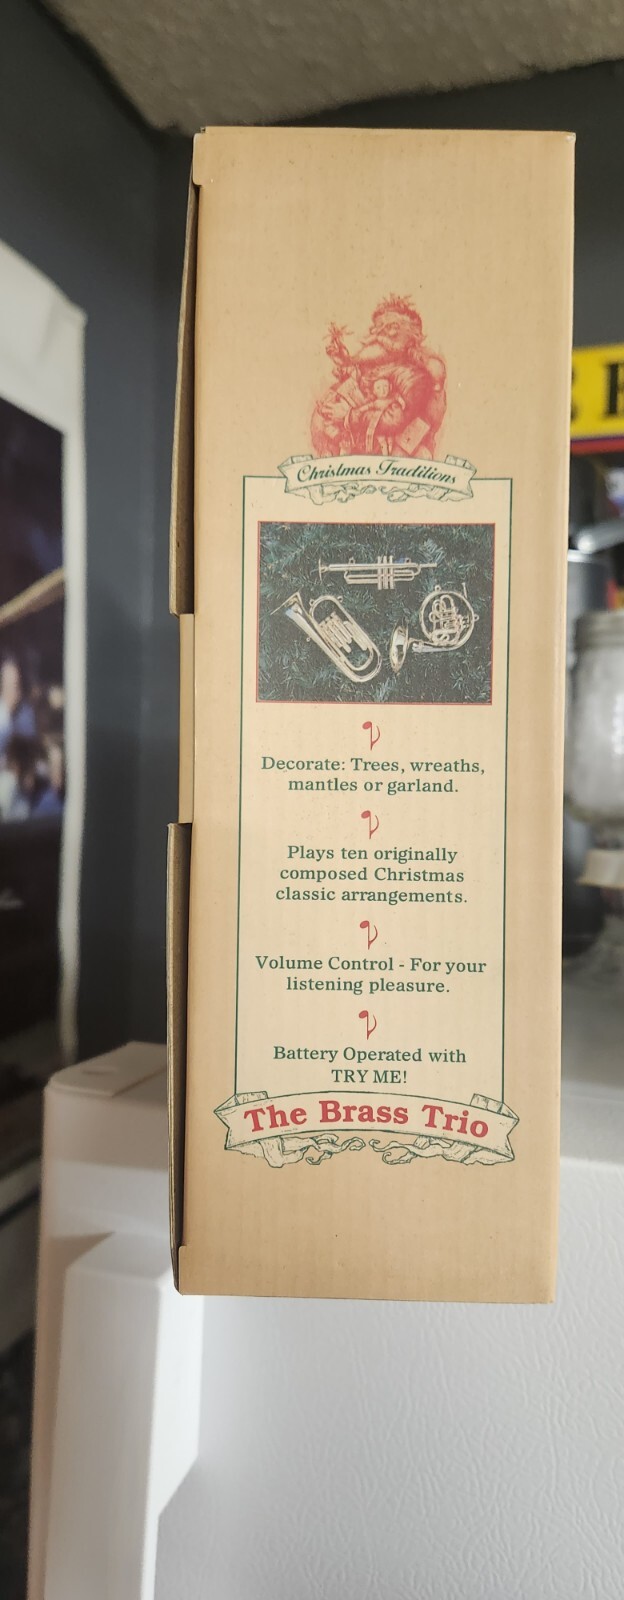 Christmas Traditions
Decorate: Trees, wreaths,
mantles or garland.
Plays ten originally
composed Christmas
classic arrangements.
Volume Control - For your
listening pleasure.
Battery Operated with
TRY ME!
The Brass Trio